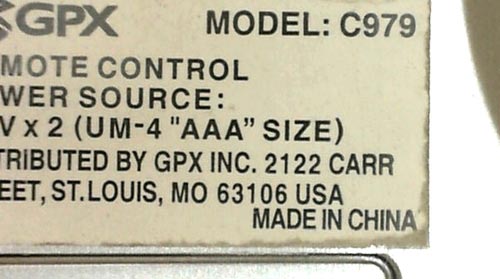 GPX MODEL: C979
MOTE CONTROL
WER SOURCE:
V x 2 (UM-4 "AAA" SIZE)
TRIBUTED BY GPX INC. 2122 CARR
EET, ST.LOUIS, MO 63106 USA
MADE IN CHINA